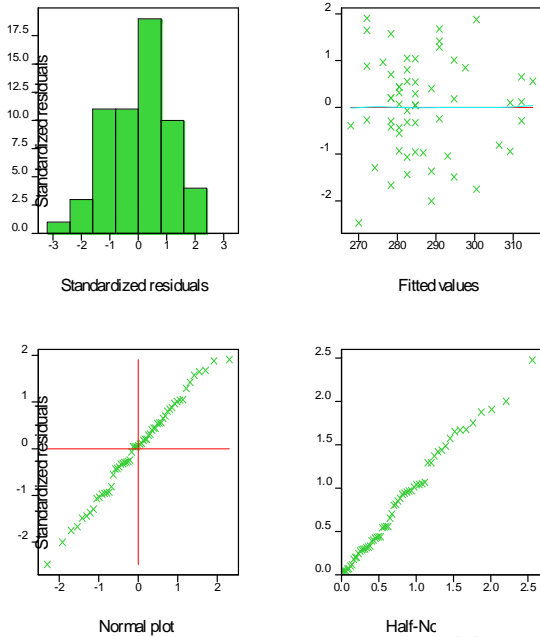 Standardized residuals
17.5
15.0
12.5
10.0
7.5
5.0
2.5
0.0
-3 -2 -1 0 1 2 3
Standardized residuals
2
1
0
-1
-2
270 280 290 300 310
Fitted values
Standardized residuals
2
1
0
-1
-2
-2 -1 0 1 2
Normal plot
2.5
2.0
1.5
1.0
0.5
0.0
0.0 0.5 1.0 1.5 2.0 2.5
Half-No